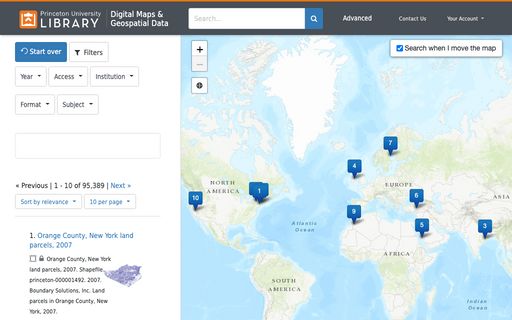 Princeton University
LIBRARY
Digital Maps &
Geospatial Data
Search...
Advanced
Contact Us
Your Account
Start over
Filters
Year
Access
Institution
Format
Subject
« Previous | 1 - 10 of 95,389 | Next »
Sort by relevance
10 per page
1. Orange County, New York land
parcels, 2007
Orange County, New York
land parcels, 2007. Shapefile.
princeton-000001492. 2007.
Boundary Solutions, Inc. Land
parcels in Orange County, New
York, 2007.
+
−
Search when I move the map
7
4
NORTH
AMERICA
1
10
EUROPE
6
ASIA
9
5
3
Atlantic
Ocean
AFRICA
Indian
Ocean
SOUTH
AMERICA